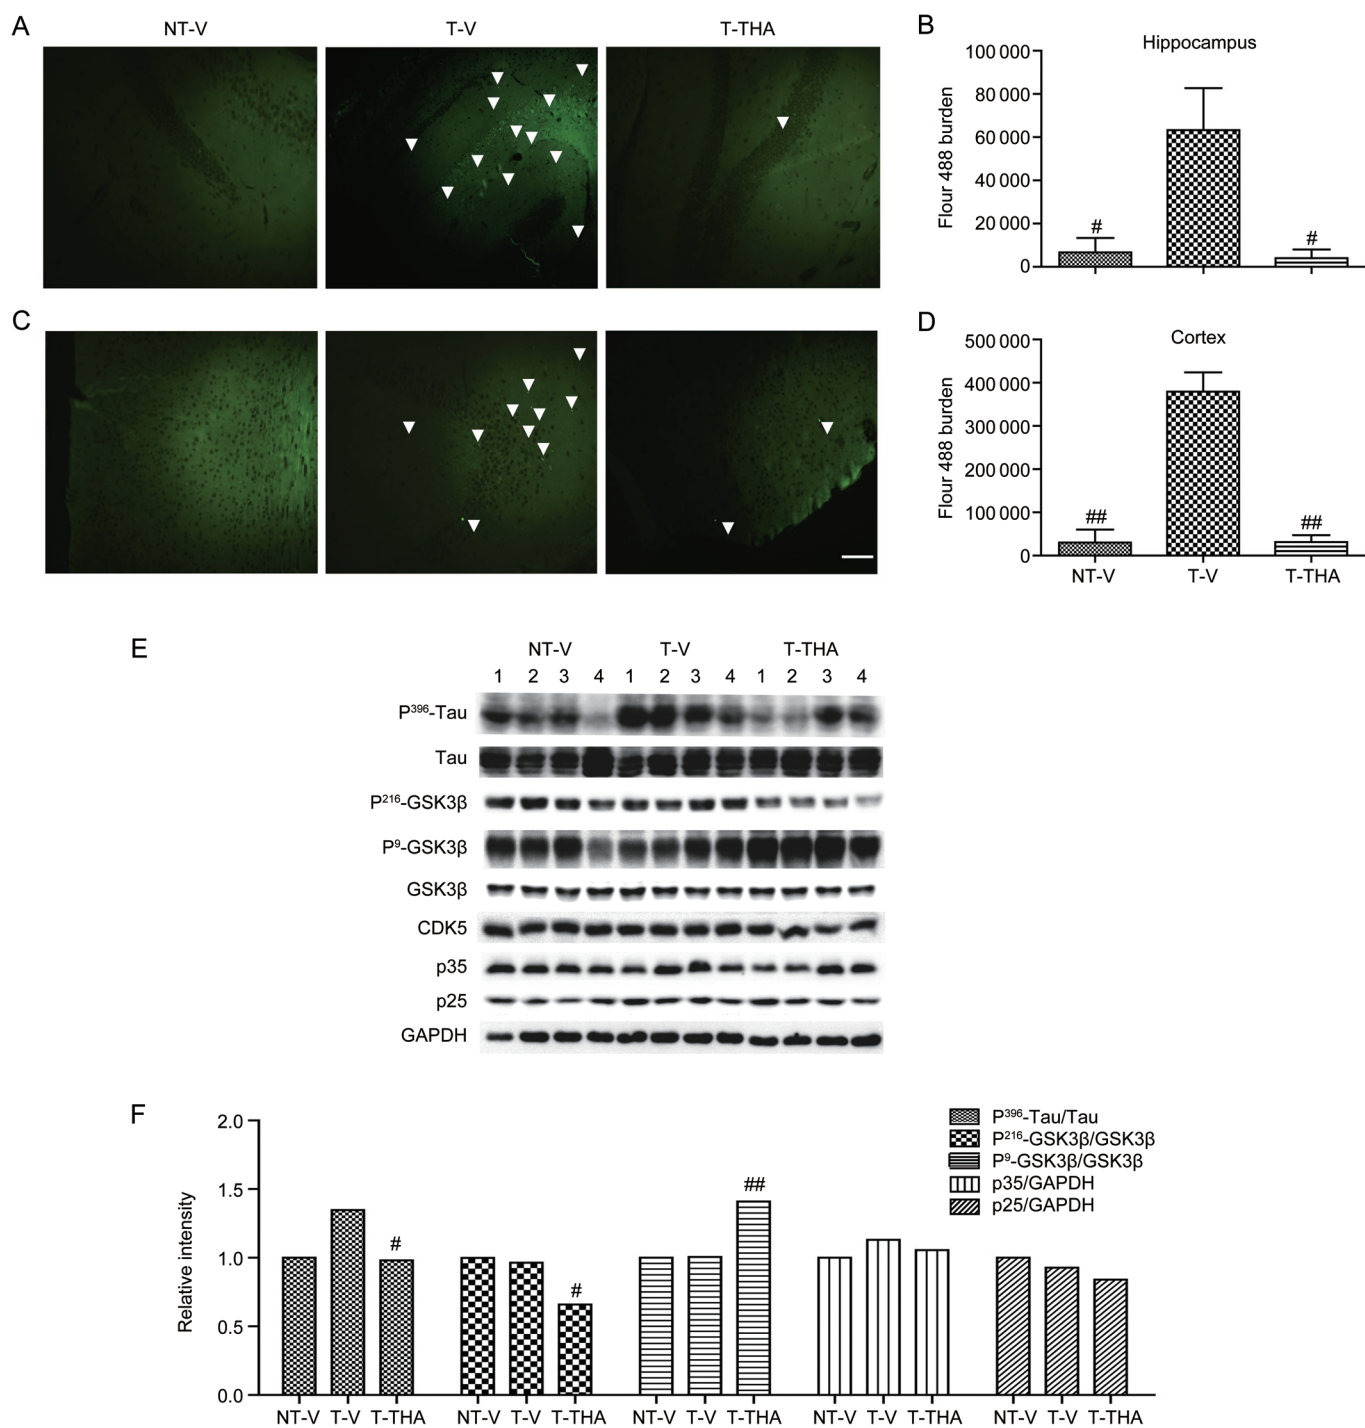 A
NT-V
T-V
T-THA
B
Hippocampus
Flour 488 burden
100 000
80 000
60 000
40 000
20 000
0
#
#
C
D
Cortex
Flour 488 burden
500 000
400 000
300 000
200 000
100 000
0
##
##
NT-V
T-V
T-THA
E
NT-V
T-V
T-THA
1 2 3 4 1 2 3 4 1 2 3 4
P³⁹⁶-Tau
Tau
P²¹⁶-GSK3β
P⁹-GSK3β
GSK3β
CDK5
p35
p25
GAPDH
F
Relative intensity
2.0
1.5
1.0
0.5
0.0
#
#
##
P³⁹⁶-Tau/Tau
P²¹⁶-GSK3β/GSK3β
P⁹-GSK3β/GSK3β
p35/GAPDH
p25/GAPDH
NT-V T-V T-THA
NT-V T-V T-THA
NT-V T-V T-THA
NT-V T-V T-THA
NT-V T-V T-THA